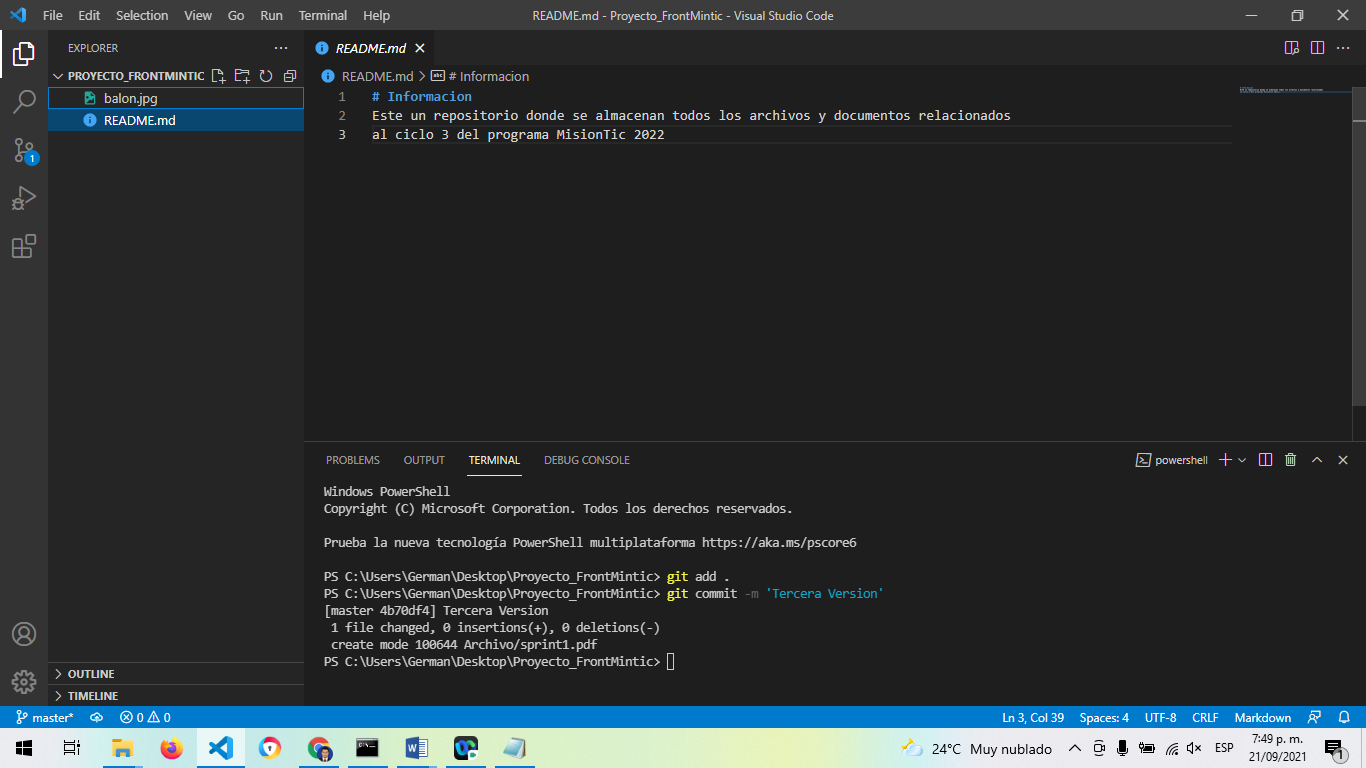 File Edit Selection View Go Run Terminal Help
README.md - Proyecto_FrontMintic - Visual Studio Code
EXPLORER
PROYECTO_FRONTMINTIC
balon.jpg
README.md
1
OUTLINE
TIMELINE
README.md
README.md > # Informacion
1 # Informacion
2 Este un repositorio donde se almacenan todos los archivos y documentos relacionados
3 al ciclo 3 del programa MisionTic 2022
PROBLEMS OUTPUT TERMINAL DEBUG CONSOLE
powershell
Windows PowerShell
Copyright (C) Microsoft Corporation. Todos los derechos reservados.
Prueba la nueva tecnología PowerShell multiplataforma https://aka.ms/pscore6
PS C:\Users\German\Desktop\Proyecto_FrontMintic> git add .
PS C:\Users\German\Desktop\Proyecto_FrontMintic> git commit -m 'Tercera Version'
[master 4b70df4] Tercera Version
1 file changed, 0 insertions(+), 0 deletions(-)
create mode 100644 Archivo/sprint1.pdf
PS C:\Users\German\Desktop\Proyecto_FrontMintic>
master* 0 0 Ln 3, Col 39 Spaces: 4 UTF-8 CRLF Markdown
24°C Muy nublado ESP 7:49 p. m.
21/09/2021
1